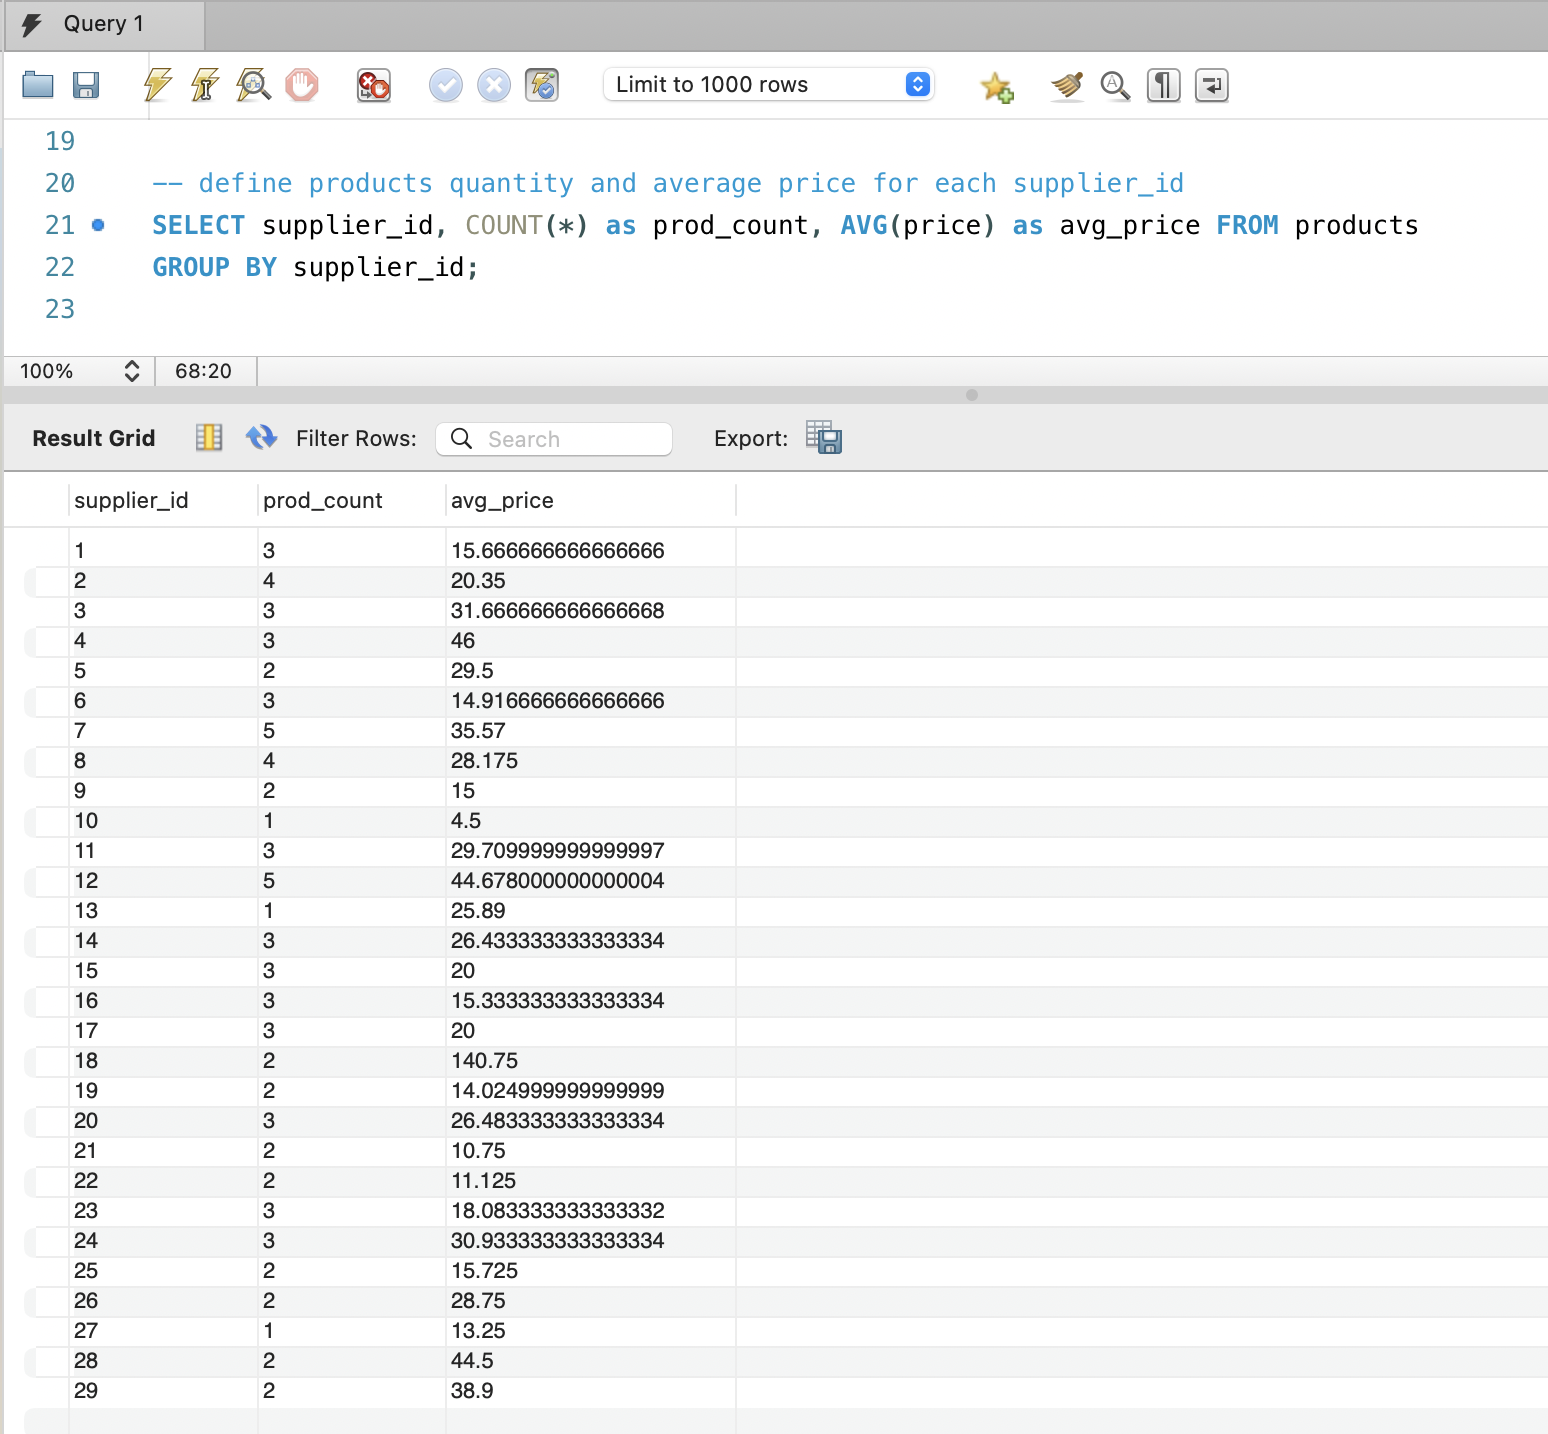 Query 1
Limit to 1000 rows
19
20 -- define products quantity and average price for each supplier_id
21 SELECT supplier_id, COUNT(*) as prod_count, AVG(price) as avg_price FROM products
22 GROUP BY supplier_id;
23
100% 68:20
Result Grid Filter Rows: Search Export:
supplier_id prod_count avg_price
1 3 15.666666666666666
2 4 20.35
3 3 31.666666666666668
4 3 46
5 2 29.5
6 3 14.916666666666666
7 5 35.57
8 4 28.175
9 2 15
10 1 4.5
11 3 29.709999999999997
12 5 44.678000000000004
13 1 25.89
14 3 26.433333333333334
15 3 20
16 3 15.333333333333334
17 3 20
18 2 140.75
19 2 14.024999999999999
20 3 26.483333333333334
21 2 10.75
22 2 11.125
23 3 18.083333333333332
24 3 30.933333333333334
25 2 15.725
26 2 28.75
27 1 13.25
28 2 44.5
29 2 38.9